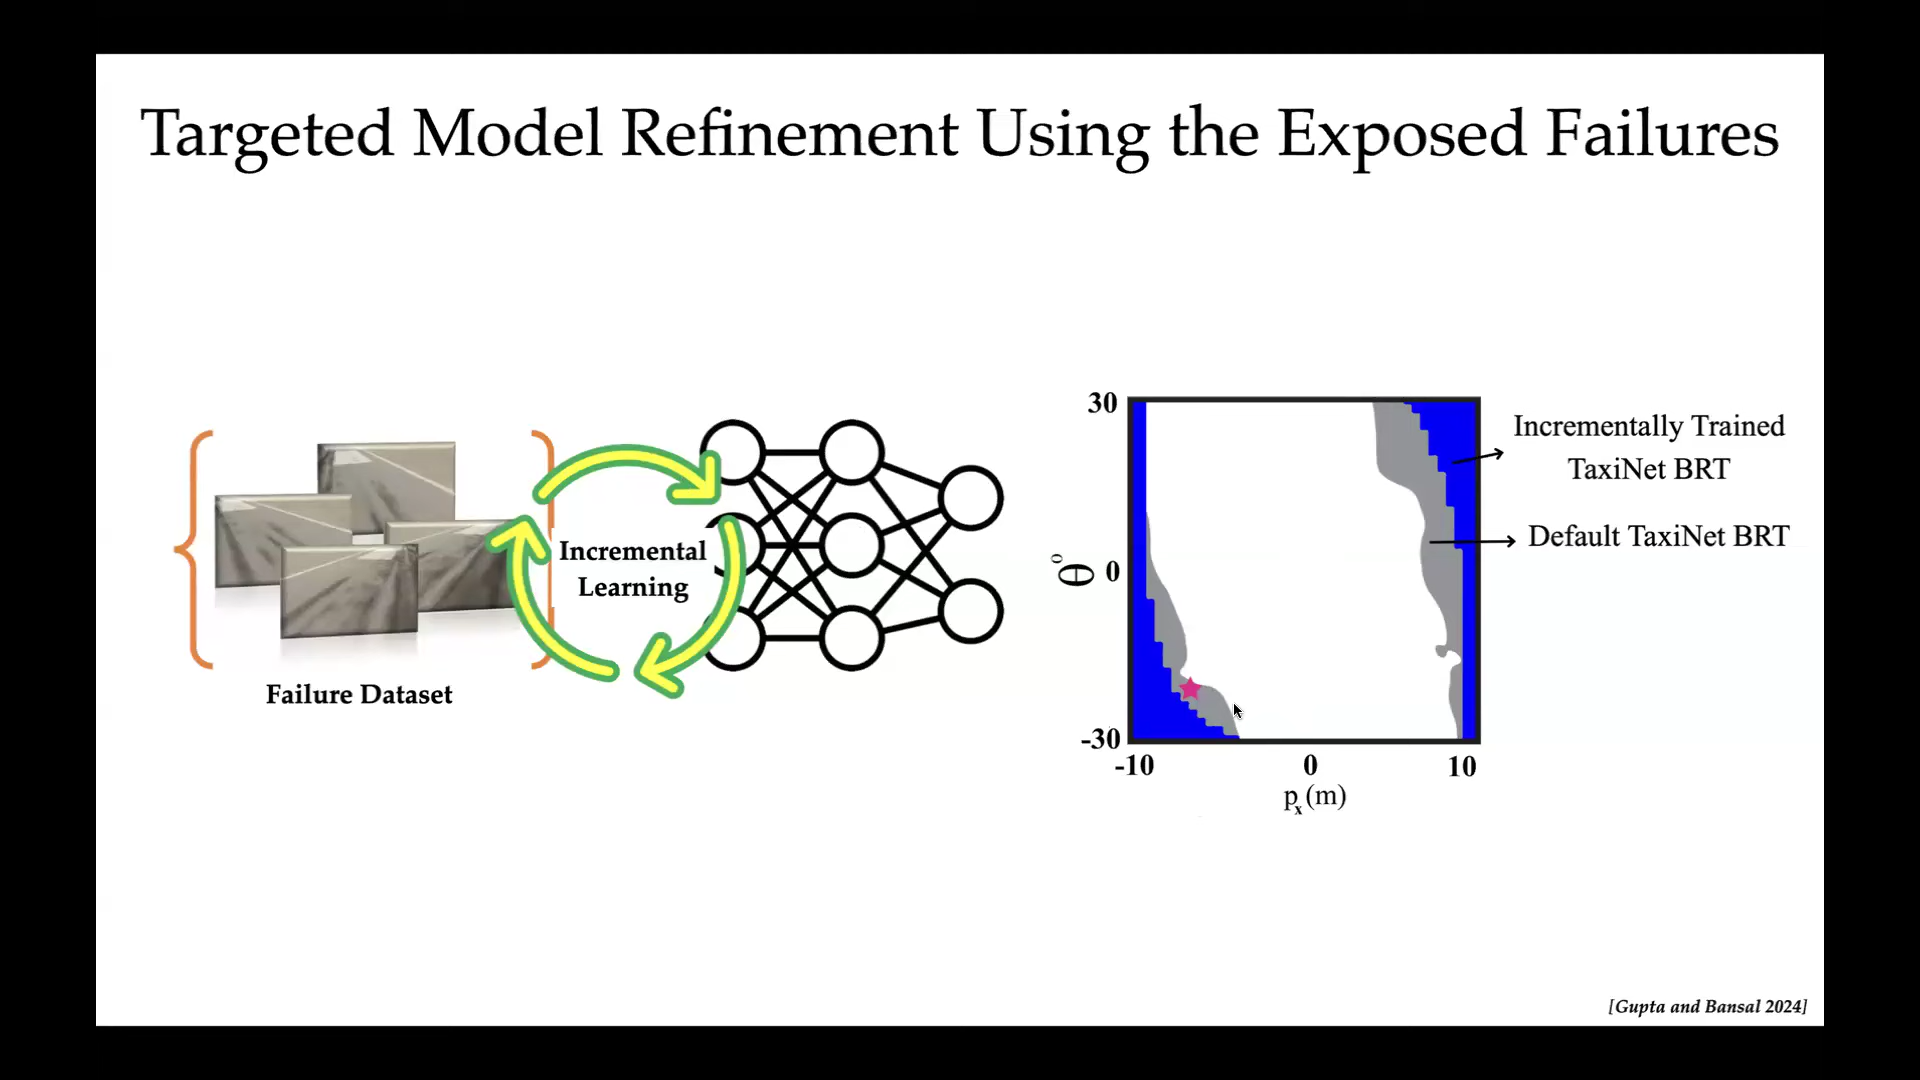 Targeted Model Refinement Using the Exposed Failures
Incremental
Learning
Failure Dataset
30
0
-30
θ°
-10
0
10
pₓ(m)
Incrementally Trained
TaxiNet BRT
Default TaxiNet BRT
[Gupta and Bansal 2024]